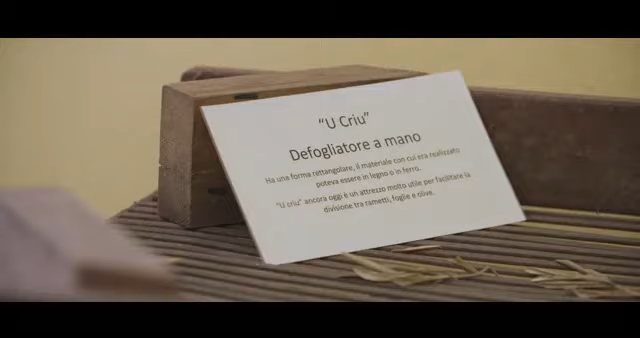 “U Criu”
Defogliatore a mano
Ha una forma rettangolare, il materiale con cui era realizzato
poteva essere in legno o in ferro.
“U criu” ancora oggi è un attrezzo molto utile per facilitare la
divisione tra rametti, foglie e olive.